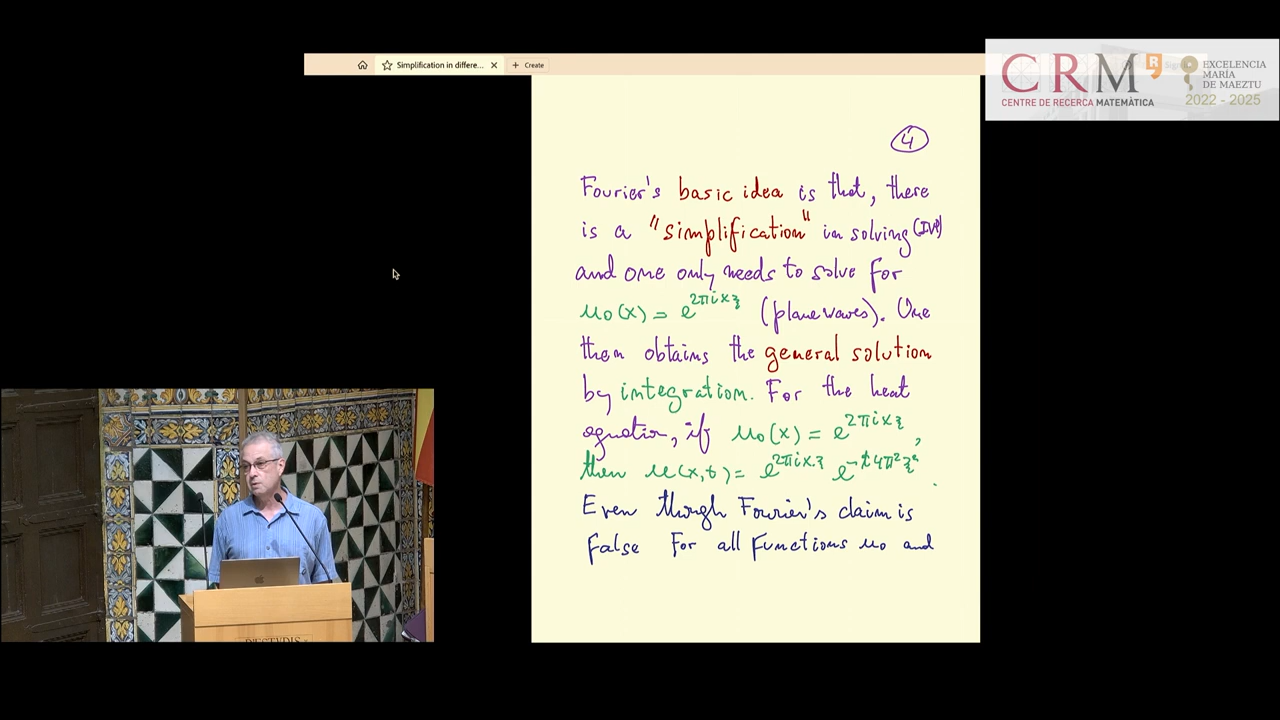 Simplification in differe...
Create
CRM
CENTRE DE RECERCA MATEMÀTICA
EXCELENCIA
MARÍA
DE MAEZTU
2022 - 2025
4
Fourier's basic idea is that, there
is a "simplification" in solving (IVP)
and one only needs to solve for
u0(x) = e^{2πixξ} (plane waves). One
then obtains the general solution
by integration. For the heat
equation, if u0(x) = e^{2πixξ},
then u(x,t) = e^{2πix.ξ} e^{-t4π²ξ²}.
Even though Fourier's claim is
false for all functions u0 and
D'ESTUDIS